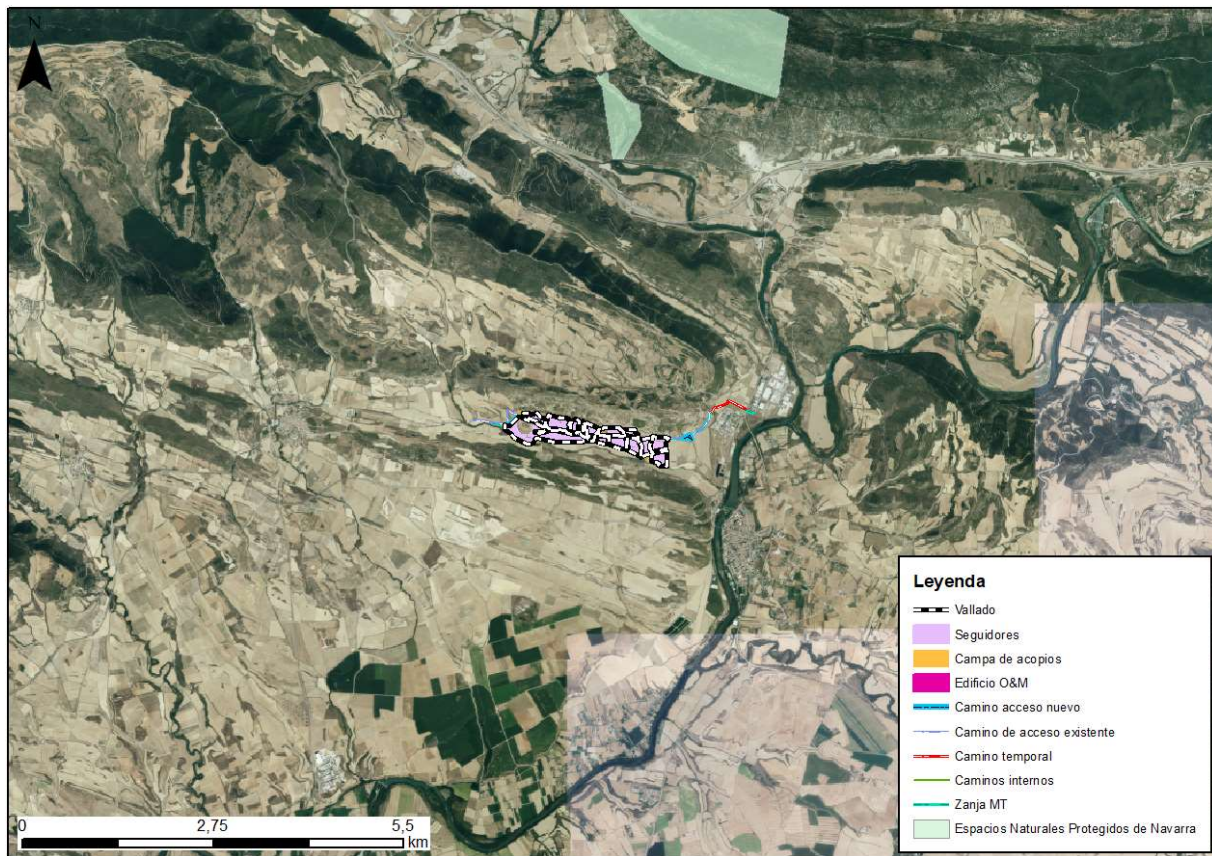 N
Leyenda
Vallado
Seguidores
Campa de acopios
Edificio O&M
Camino acceso nuevo
Camino de acceso existente
Camino temporal
Caminos internos
Zanja MT
Espacios Naturales Protegidos de Navarra
0 2,75 5,5
km